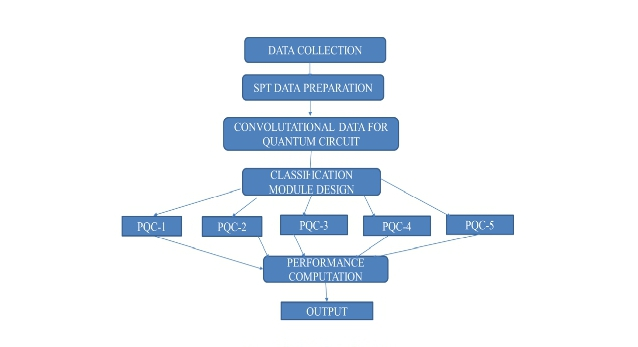 DATA COLLECTION
SPT DATA PREPARATION
CONVOLUTATIONAL DATA FOR
QUANTUM CIRCUIT
CLASSIFICATION
MODULE DESIGN
PQC-1
PQC-2
PQC-3
PQC-4
PQC-5
PERFORMANCE
COMPUTATION
OUTPUT